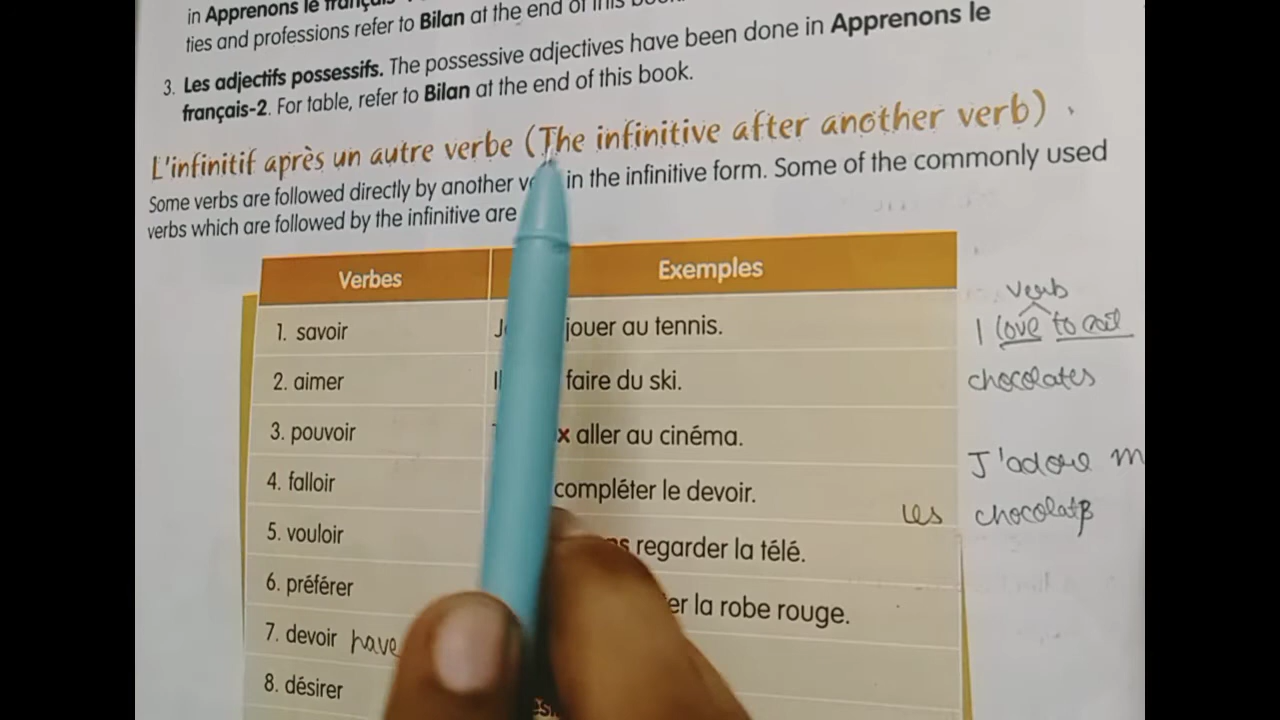 in Apprenons le français
ties and professions refer to Bilan at the end of this book.
3. Les adjectifs possessifs. The possessive adjectives have been done in Apprenons le
français-2. For table, refer to Bilan at the end of this book.
L'infinitif après un autre verbe (The infinitive after another verb)
Some verbs are followed directly by another in the infinitive form. Some of the commonly used
verbs which are followed by the infinitive are
Verbes Exemples
1. savoir jouer au tennis.
2. aimer faire du ski.
3. pouvoir aller au cinéma.
4. falloir compléter le devoir.
5. vouloir regarder la télé.
6. préférer la robe rouge.
7. devoir have
8. désirer
verb
I love to eat
chocolates
J'adore m
les chocolat